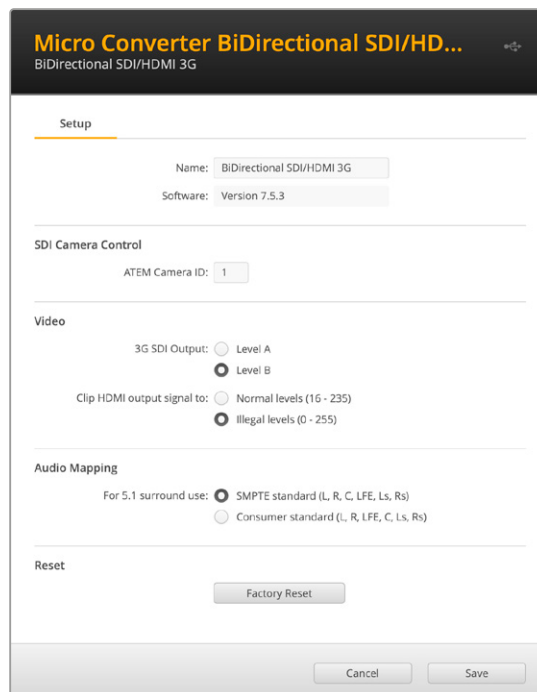 Micro Converter BiDirectional SDI/HD...
BiDirectional SDI/HDMI 3G
Setup
Name: BiDirectional SDI/HDMI 3G
Software: Version 7.5.3
SDI Camera Control
ATEM Camera ID: 1
Video
3G SDI Output: Level A
Level B
Clip HDMI output signal to: Normal levels (16 - 235)
Illegal levels (0 - 255)
Audio Mapping
For 5.1 surround use: SMPTE standard (L, R, C, LFE, Ls, Rs)
Consumer standard (L, R, LFE, C, Ls, Rs)
Reset
Factory Reset
Cancel Save